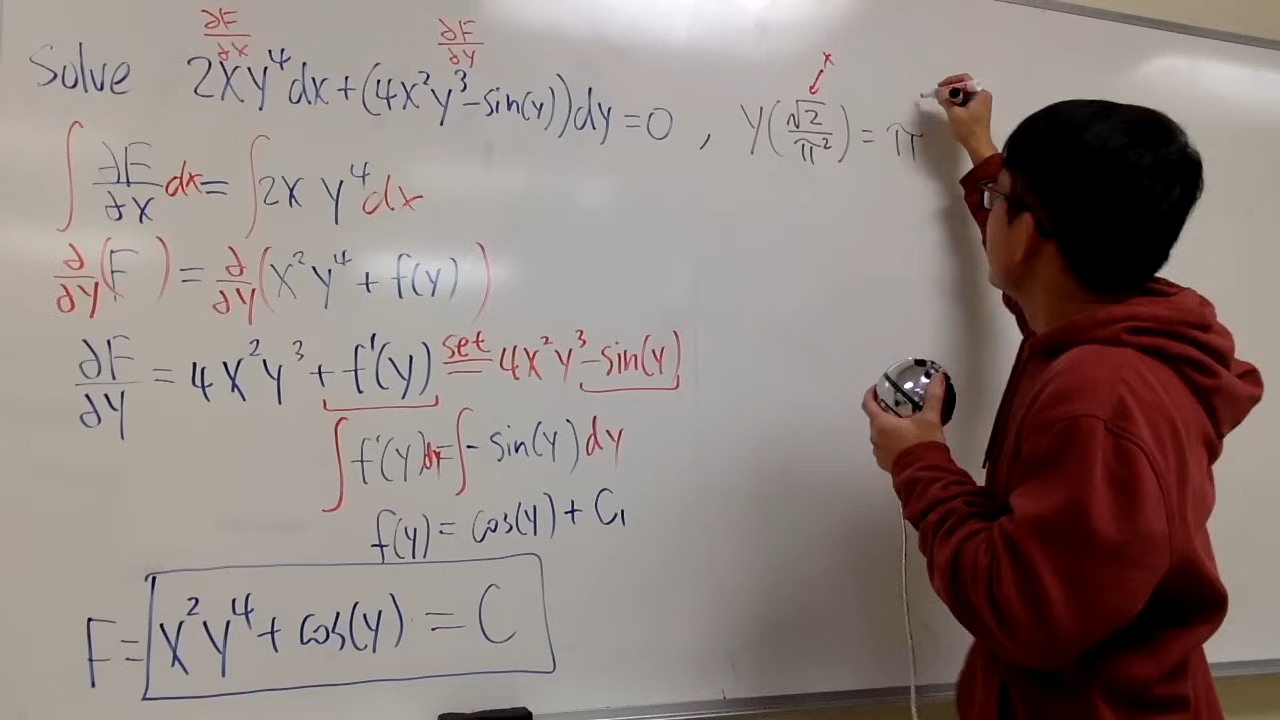 ∂F/∂x ∂F/∂y x
Solve 2xy⁴dx + (4x²y³ - sin(y))dy = 0 , y(√2/π²) = π
∫ ∂F/∂x dx = ∫ 2x y⁴ dx
∂/∂y (F) = ∂/∂y (x²y⁴ + f(y))
∂F/∂y = 4x²y³ + f'(y) set= 4x²y³ - sin(y)
∫ f'(y)dy = ∫ - sin(y) dy
f(y) = cos(y) + C₁
F = x²y⁴ + cos(y) = C